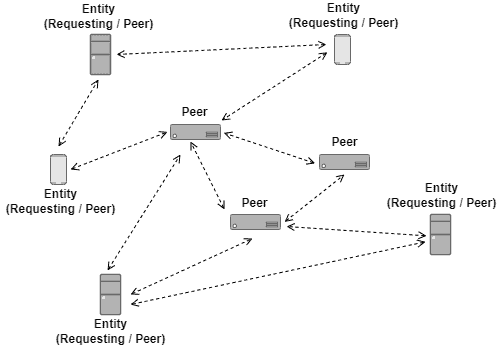 Entity
(Requesting / Peer)
Entity
(Requesting / Peer)
Peer
Peer
Entity
(Requesting / Peer)
Peer
Entity
(Requesting / Peer)
Entity
(Requesting / Peer)